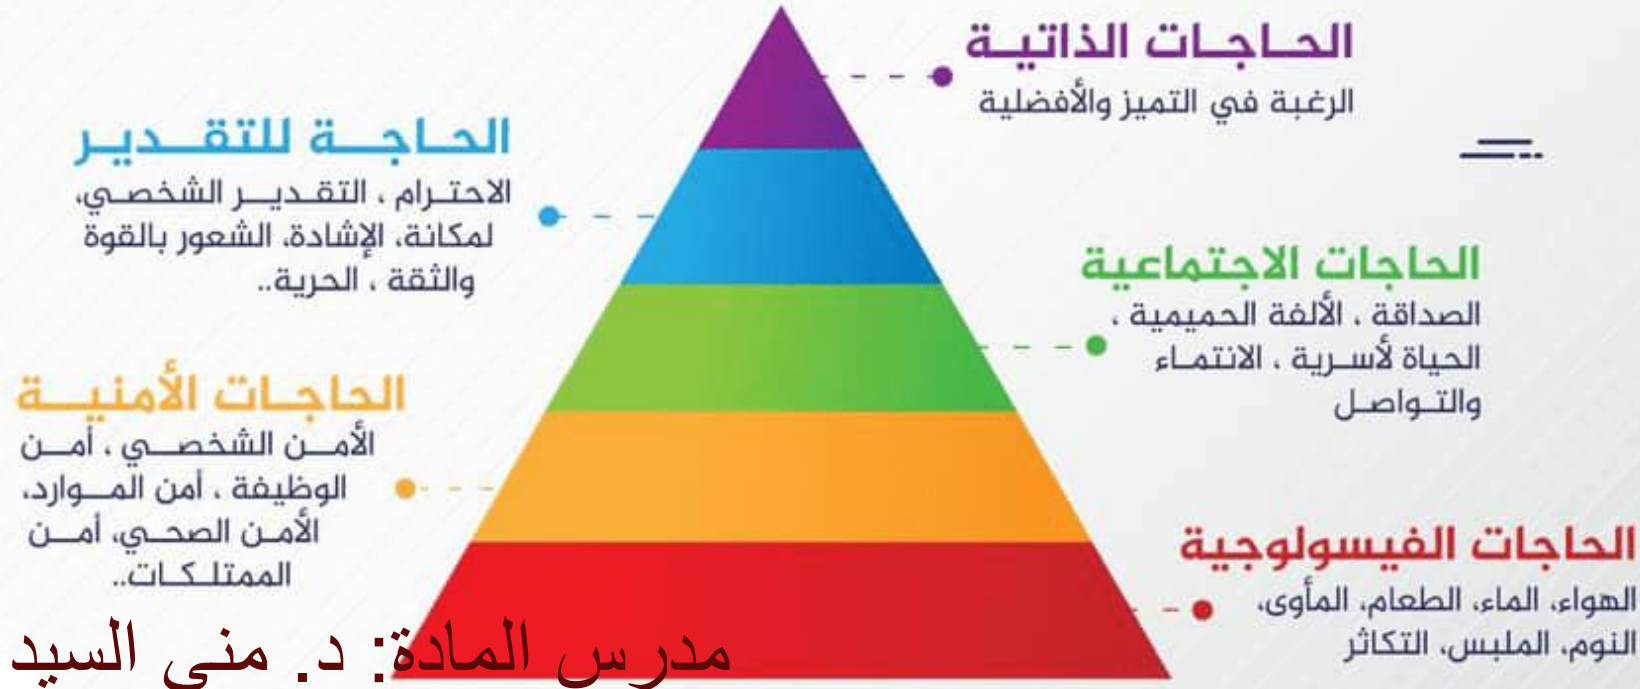 الحاجات الذاتية
الرغبة في التميز والأفضلية
الحاجة للتقدير
الاحترام ، التقدير الشخصي،
لمكانة، الإشادة، الشعور بالقوة
والثقة ، الحرية..
الحاجات الاجتماعية
الصداقة ، الألفة الحميمية ،
الحياة لأسرية ، الانتماء
والتواصل
الحاجات الأمنية
الأمن الشخصي ، أمن
الوظيفة ، أمن الموارد،
الأمن الصحي، أمن
الممتلكات..
الحاجات الفيسولوجية
الهواء، الماء، الطعام، المأوى،
النوم، الملبس، التكاثر
مدرس المادة: د. منى السيد